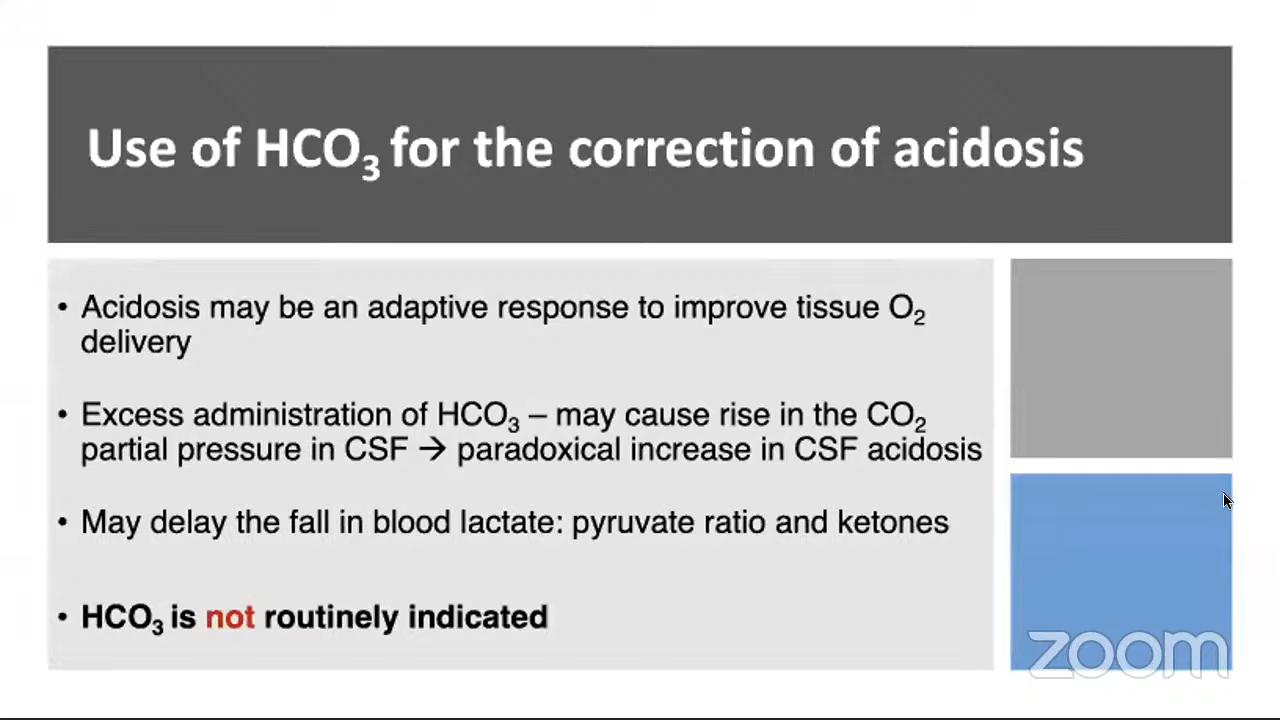 Use of HCO₃ for the correction of acidosis
• Acidosis may be an adaptive response to improve tissue O₂
delivery
• Excess administration of HCO₃ – may cause rise in the CO₂
partial pressure in CSF → paradoxical increase in CSF acidosis
• May delay the fall in blood lactate: pyruvate ratio and ketones
• HCO₃ is not routinely indicated
zoom